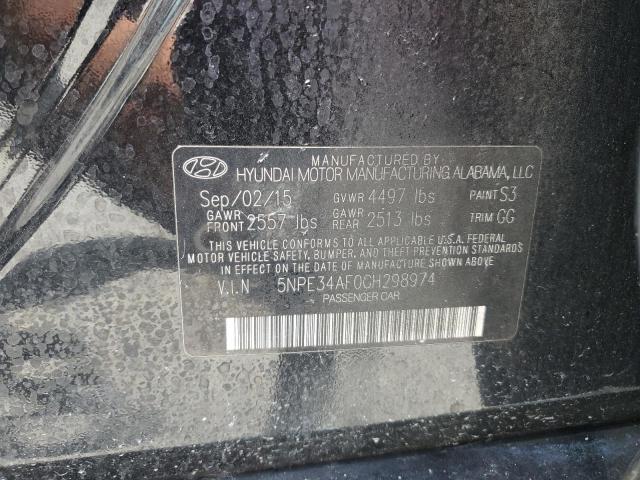 MANUFACTURED BY
HYUNDAI MOTOR MANUFACTURING ALABAMA, LLC
Sep/02/15 GVWR 4497 lbs PAINT S3
GAWR FRONT 2557 lbs GAWR REAR 2513 lbs TRIM GG
THIS VEHICLE CONFORMS TO ALL APPLICABLE U.S.A. FEDERAL
MOTOR VEHICLE SAFETY, BUMPER, AND THEFT PREVENTION STANDARDS
IN EFFECT ON THE DATE OF MANUFACTURE SHOWN ABOVE
V.I.N 5NPE34AF0GH298974
PASSENGER CAR